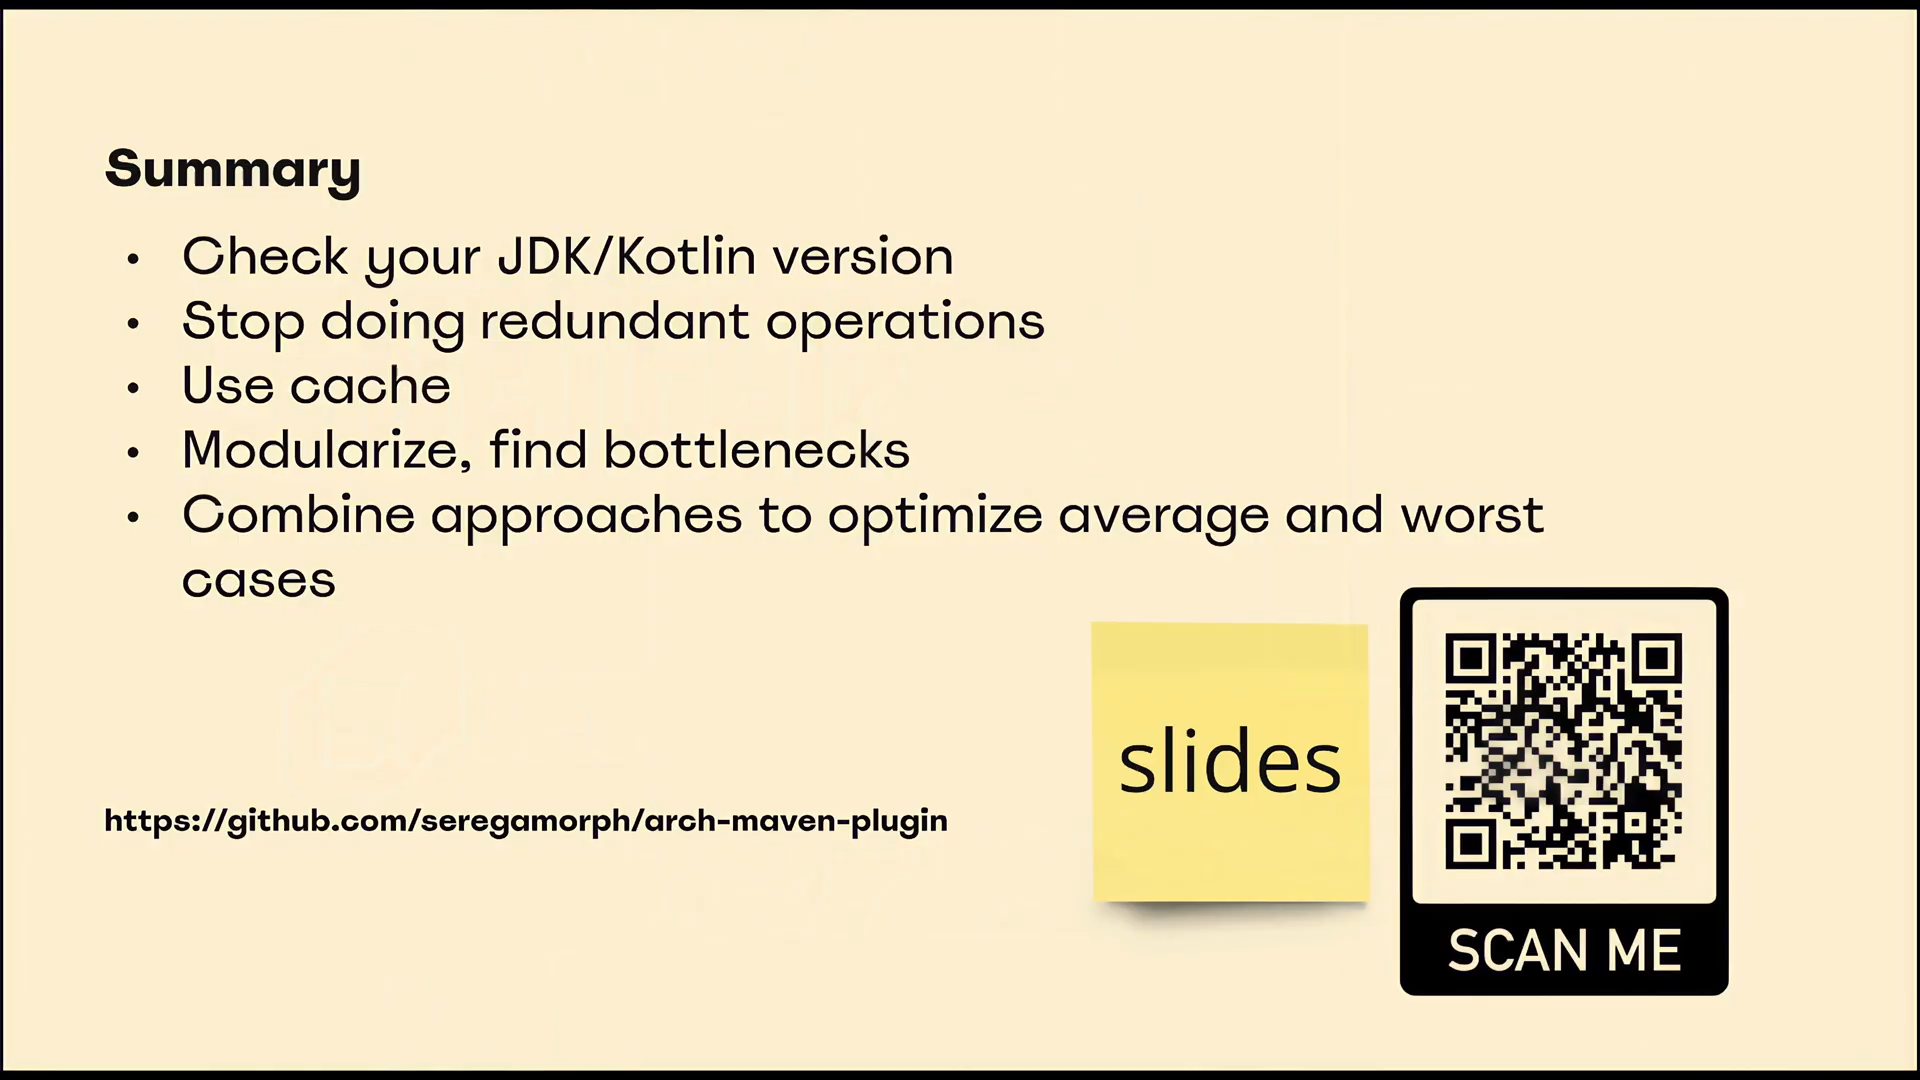 Summary
• Check your JDK/Kotlin version
• Stop doing redundant operations
• Use cache
• Modularize, find bottlenecks
• Combine approaches to optimize average and worst
cases
slides
https://github.com/seregamorph/arch-maven-plugin
SCAN ME